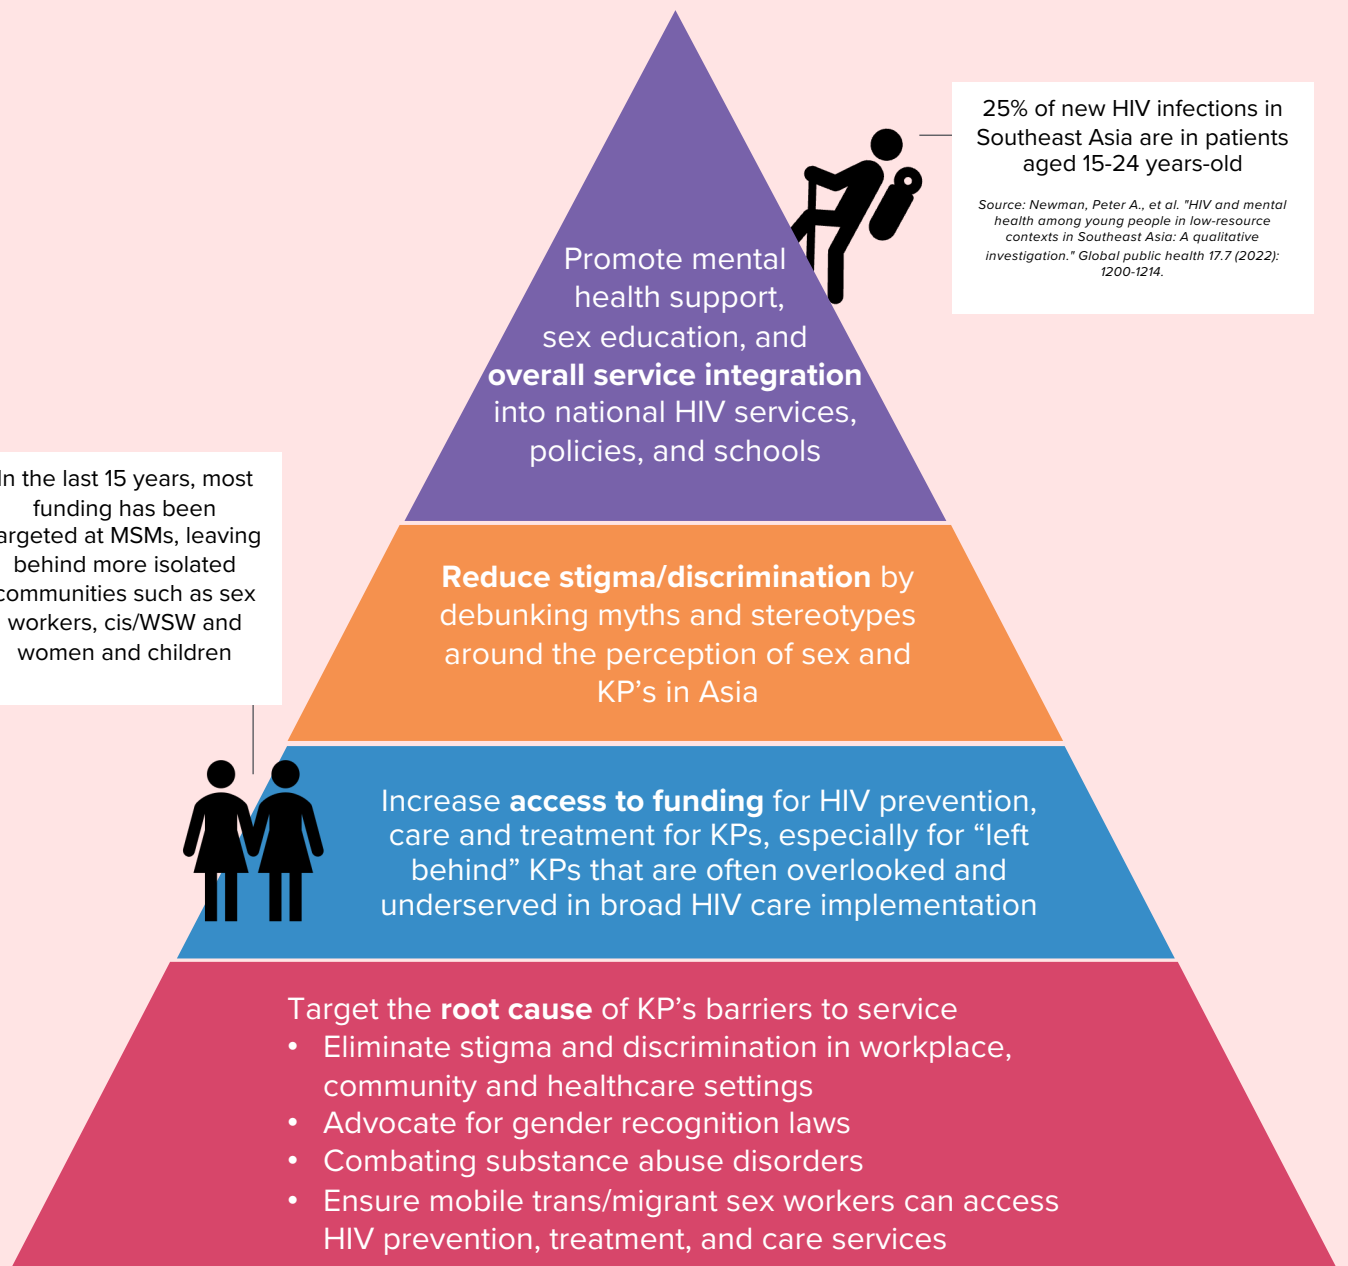 25% of new HIV infections in
Southeast Asia are in patients
aged 15-24 years-old
Source: Newman, Peter A., et al. "HIV and mental
health among young people in low-resource
contexts in Southeast Asia: A qualitative
investigation." Global public health 17.7 (2022):
1200-1214.
Promote mental
health support,
sex education, and
overall service integration
into national HIV services,
policies, and schools
In the last 15 years, most
funding has been
argeted at MSMs, leaving
behind more isolated
communities such as sex
workers, cis/WSW and
women and children
Reduce stigma/discrimination by
debunking myths and stereotypes
around the perception of sex and
KP's in Asia
Increase access to funding for HIV prevention,
care and treatment for KPs, especially for “left
behind” KPs that are often overlooked and
underserved in broad HIV care implementation
Target the root cause of KP's barriers to service
• Eliminate stigma and discrimination in workplace,
community and healthcare settings
• Advocate for gender recognition laws
• Combating substance abuse disorders
• Ensure mobile trans/migrant sex workers can access
HIV prevention, treatment, and care services